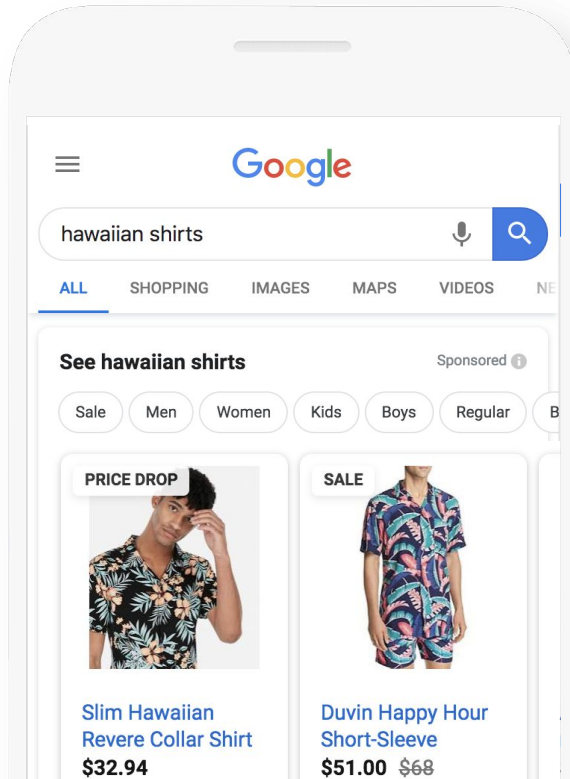 Google
hawaiian shirts
ALL SHOPPING IMAGES MAPS VIDEOS NE
See hawaiian shirts Sponsored
Sale Men Women Kids Boys Regular B
PRICE DROP SALE
Slim Hawaiian
Revere Collar Shirt
$32.94
Duvin Happy Hour
Short-Sleeve
$51.00 $68